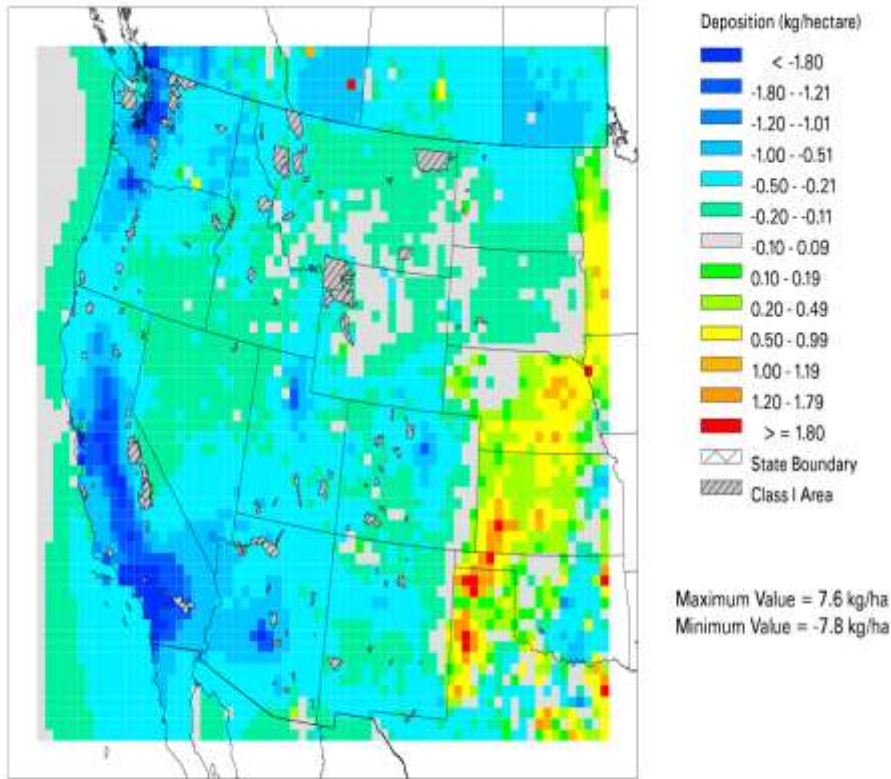 Deposition (kg/hectare)
< -1.80
-1.80 - -1.21
-1.20 - -1.01
-1.00 - -0.51
-0.50 - -0.21
-0.20 - -0.11
-0.10 - 0.09
0.10 - 0.19
0.20 - 0.49
0.50 - 0.99
1.00 - 1.19
1.20 - 1.79
> = 1.80
State Boundary
Class I Area
Maximum Value = 7.6 kg/ha
Minimum Value = -7.8 kg/ha